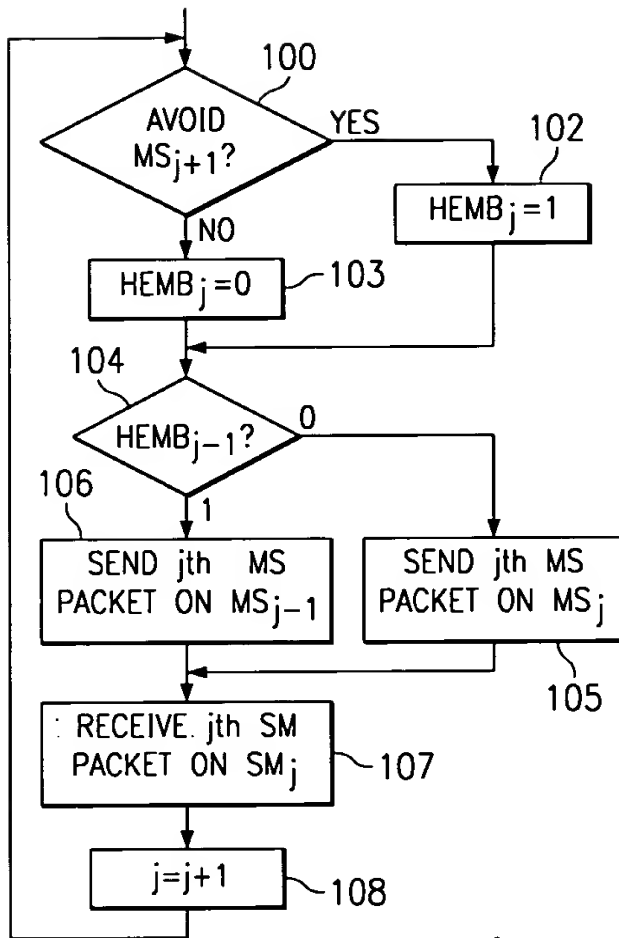 100
AVOID
MSj+1?
YES
102
HEMBj=1
NO
HEMBj=0
103
104
HEMBj-1?
0
106
1
SEND jth MS
PACKET ON MSj-1
SEND jth MS
PACKET ON MSj
105
RECEIVE. jth SM
PACKET ON SMj
107
j=j+1
108